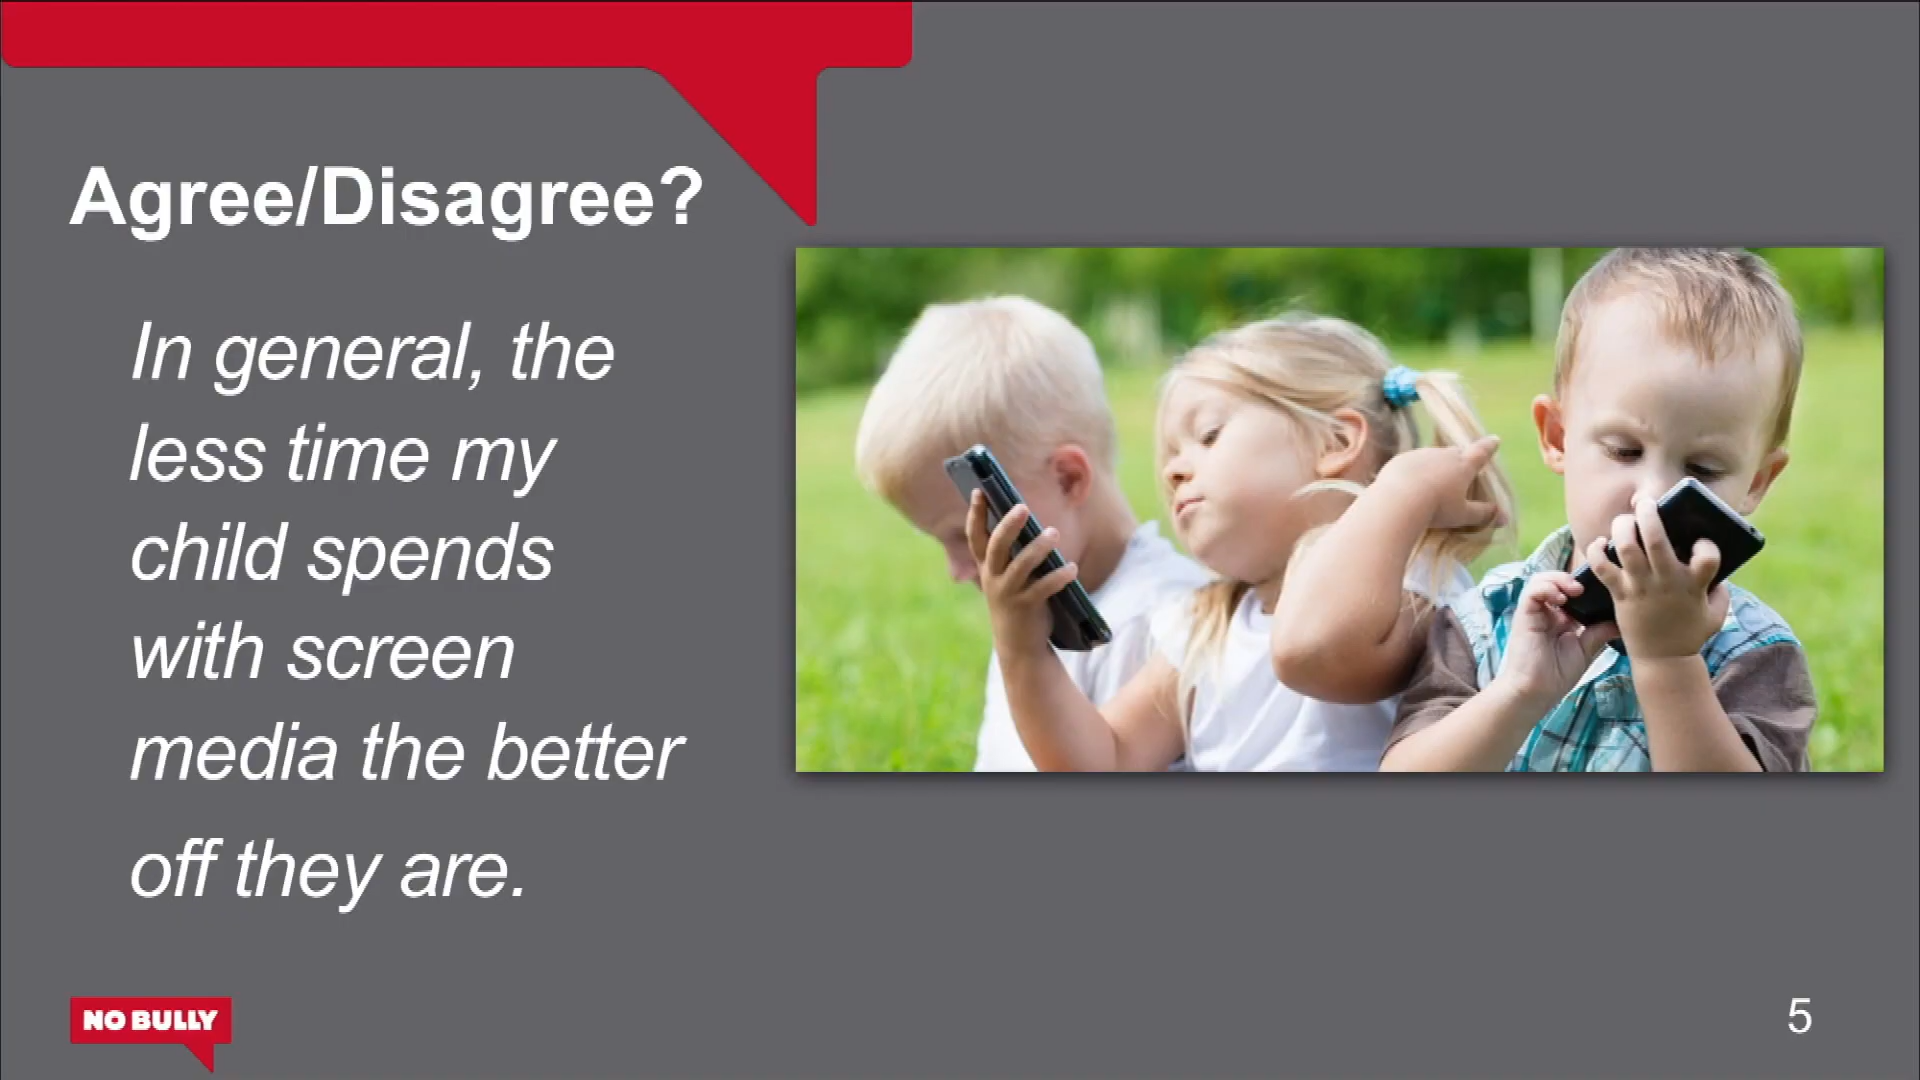 Agree/Disagree?
In general, the
less time my
child spends
with screen
media the better
off they are.
NO BULLY
5